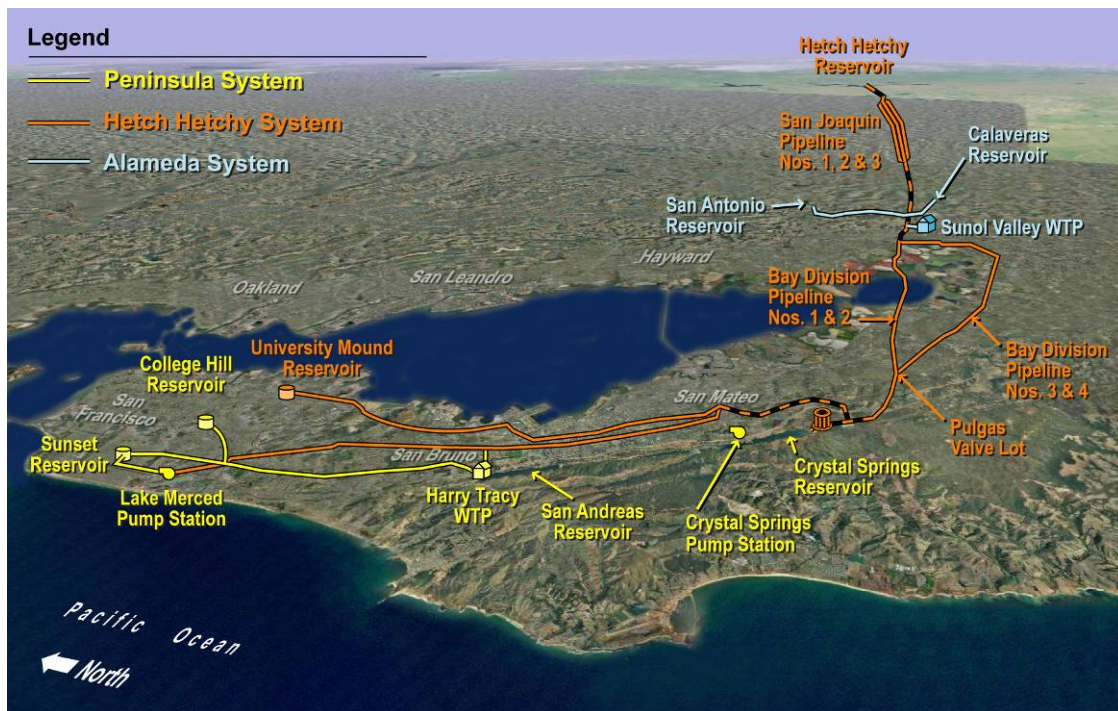 Legend
Peninsula System
Hetch Hetchy System
Alameda System
Hetch Hetchy
Reservoir
San Joaquin
Pipeline
Nos. 1, 2 & 3
Calaveras
Reservoir
San Antonio
Reservoir
Sunol Valley WTP
Hayward
San Leandro
Oakland
Bay Division
Pipeline
Nos. 1 & 2
Bay Division
Pipeline
Nos. 3 & 4
University Mound
Reservoir
College Hill
Reservoir
San
Francisco
San Mateo
Pulgas
Valve Lot
Sunset
Reservoir
San Bruno
Crystal Springs
Reservoir
Lake Merced
Pump Station
Harry Tracy
WTP
San Andreas
Reservoir
Crystal Springs
Pump Station
Pacific Ocean
North